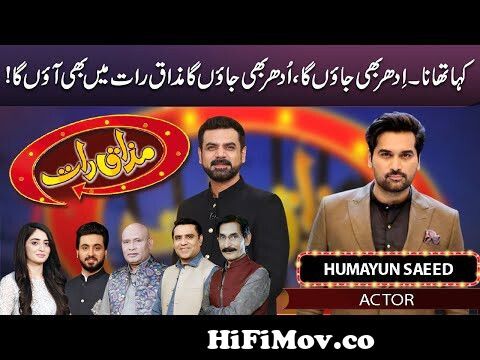 کہا تھا نا۔ اِدھر بھی جاؤں گا، اُدھر بھی جاؤں گا مذاق رات میں بھی آؤں گا!
مذاق رات
HUMAYUN SAEED
ACTOR
HiFiMov.co